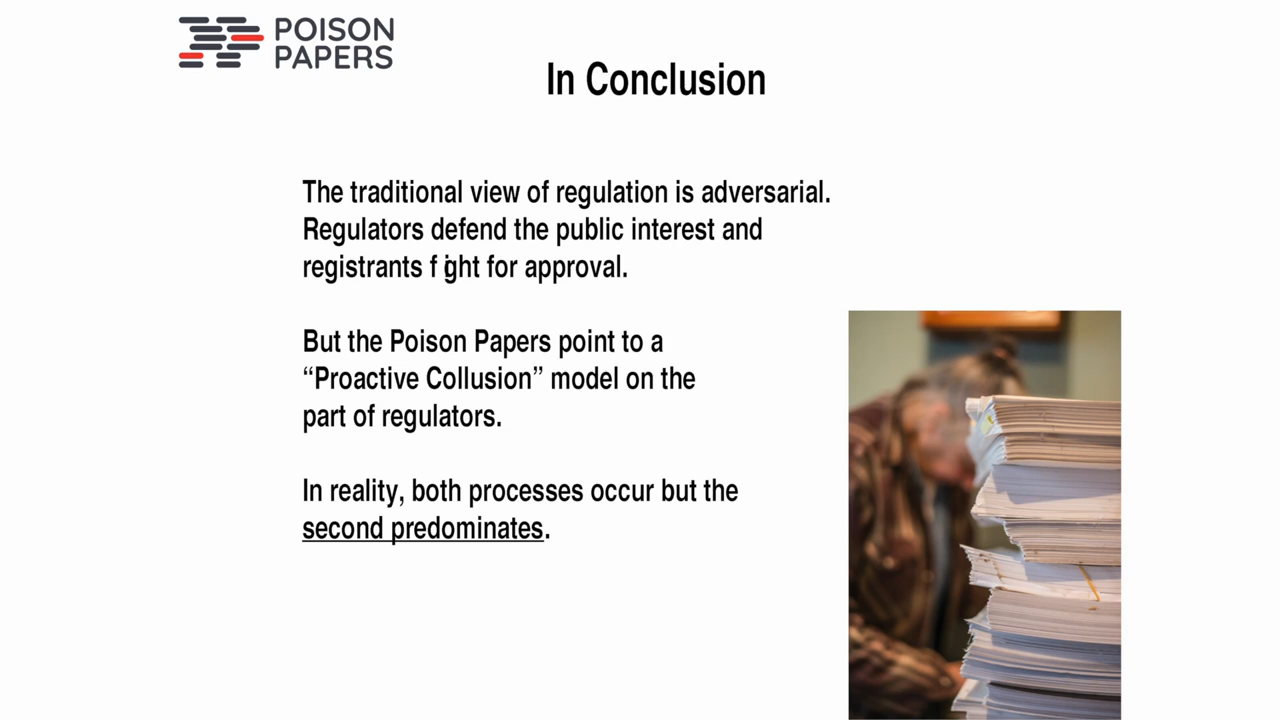 POISON
PAPERS
In Conclusion
The traditional view of regulation is adversarial.
Regulators defend the public interest and
registrants f ight for approval.
But the Poison Papers point to a
“Proactive Collusion” model on the
part of regulators.
In reality, both processes occur but the
second predominates.